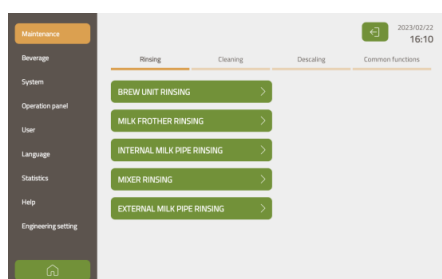 Maintenance
Beverage
System
Operation panel
User
Language
Statistics
Help
Engineering setting
2023/02/22
16:10
Rinsing Cleaning Descaling Common functions
BREW UNIT RINSING
MILK FROTHER RINSING
INTERNAL MILK PIPE RINSING
MIXER RINSING
EXTERNAL MILK PIPE RINSING